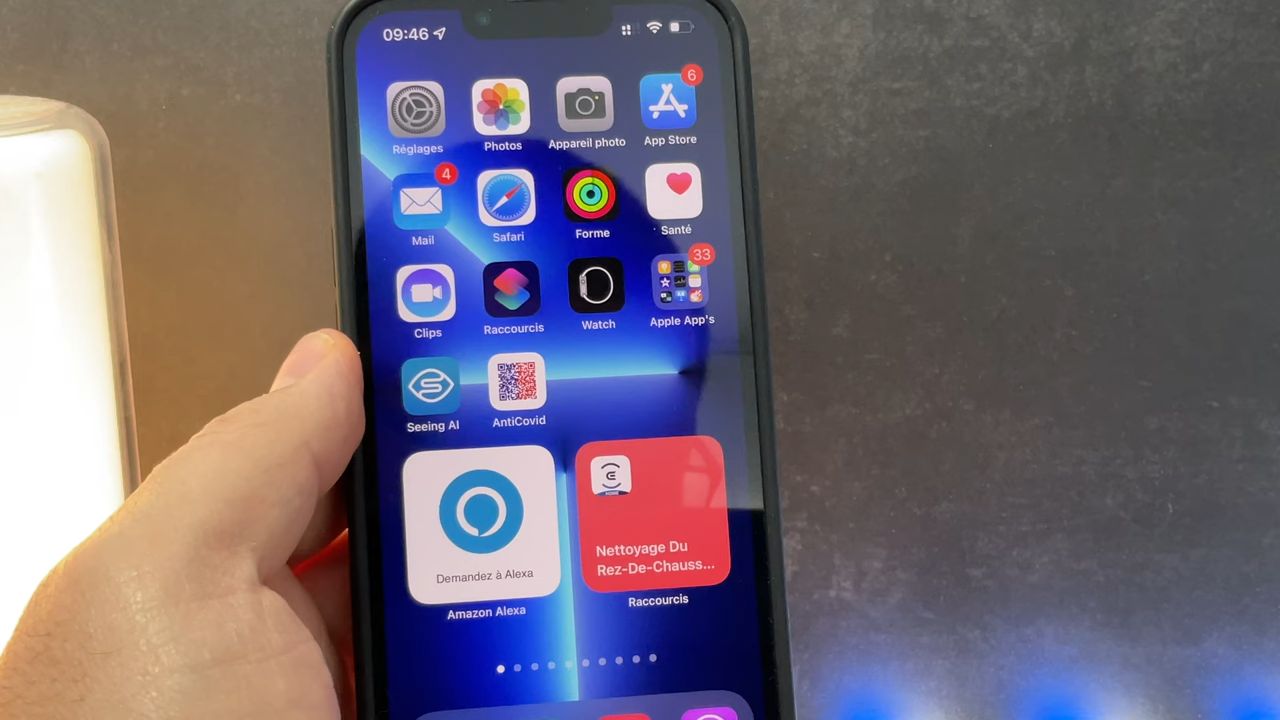 09:46
6
Réglages
Photos
Appareil photo
App Store
4
Mail
Safari
Forme
Santé
33
Clips
Raccourcis
Watch
Apple App's
Seeing AI
AntiCovid
Demandez à Alexa
Amazon Alexa
HOME
Nettoyage Du
Rez-De-Chauss...
Raccourcis